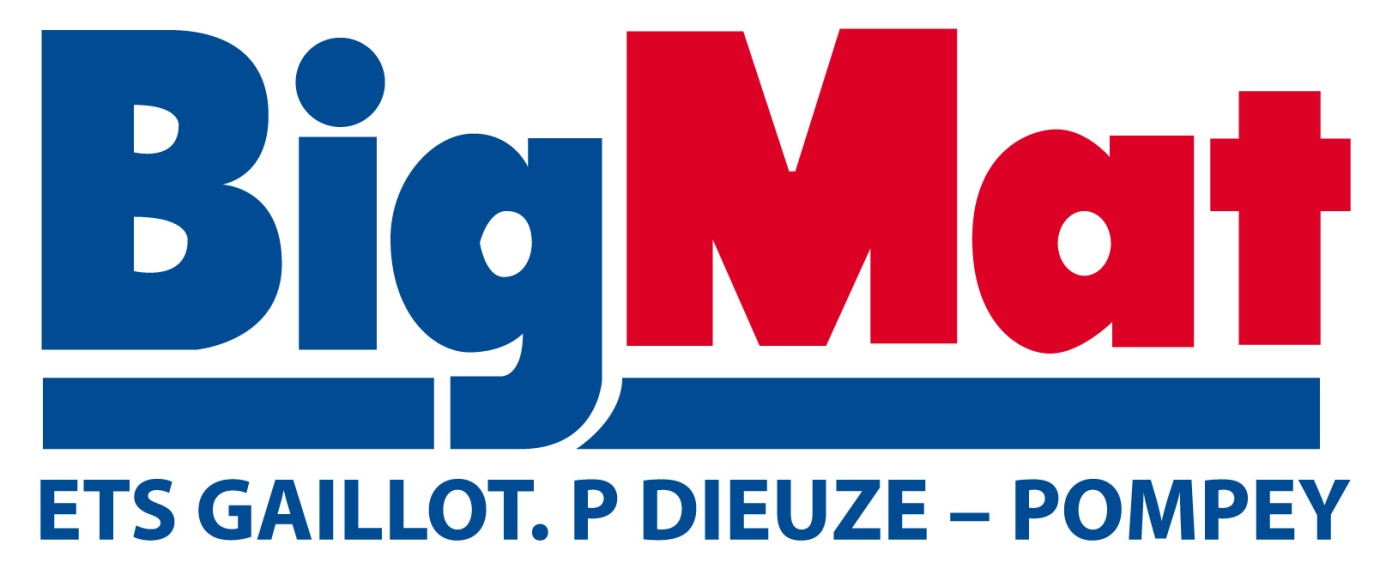 BigMat
ETS GAILLOT. P DIEUZE – POMPEY